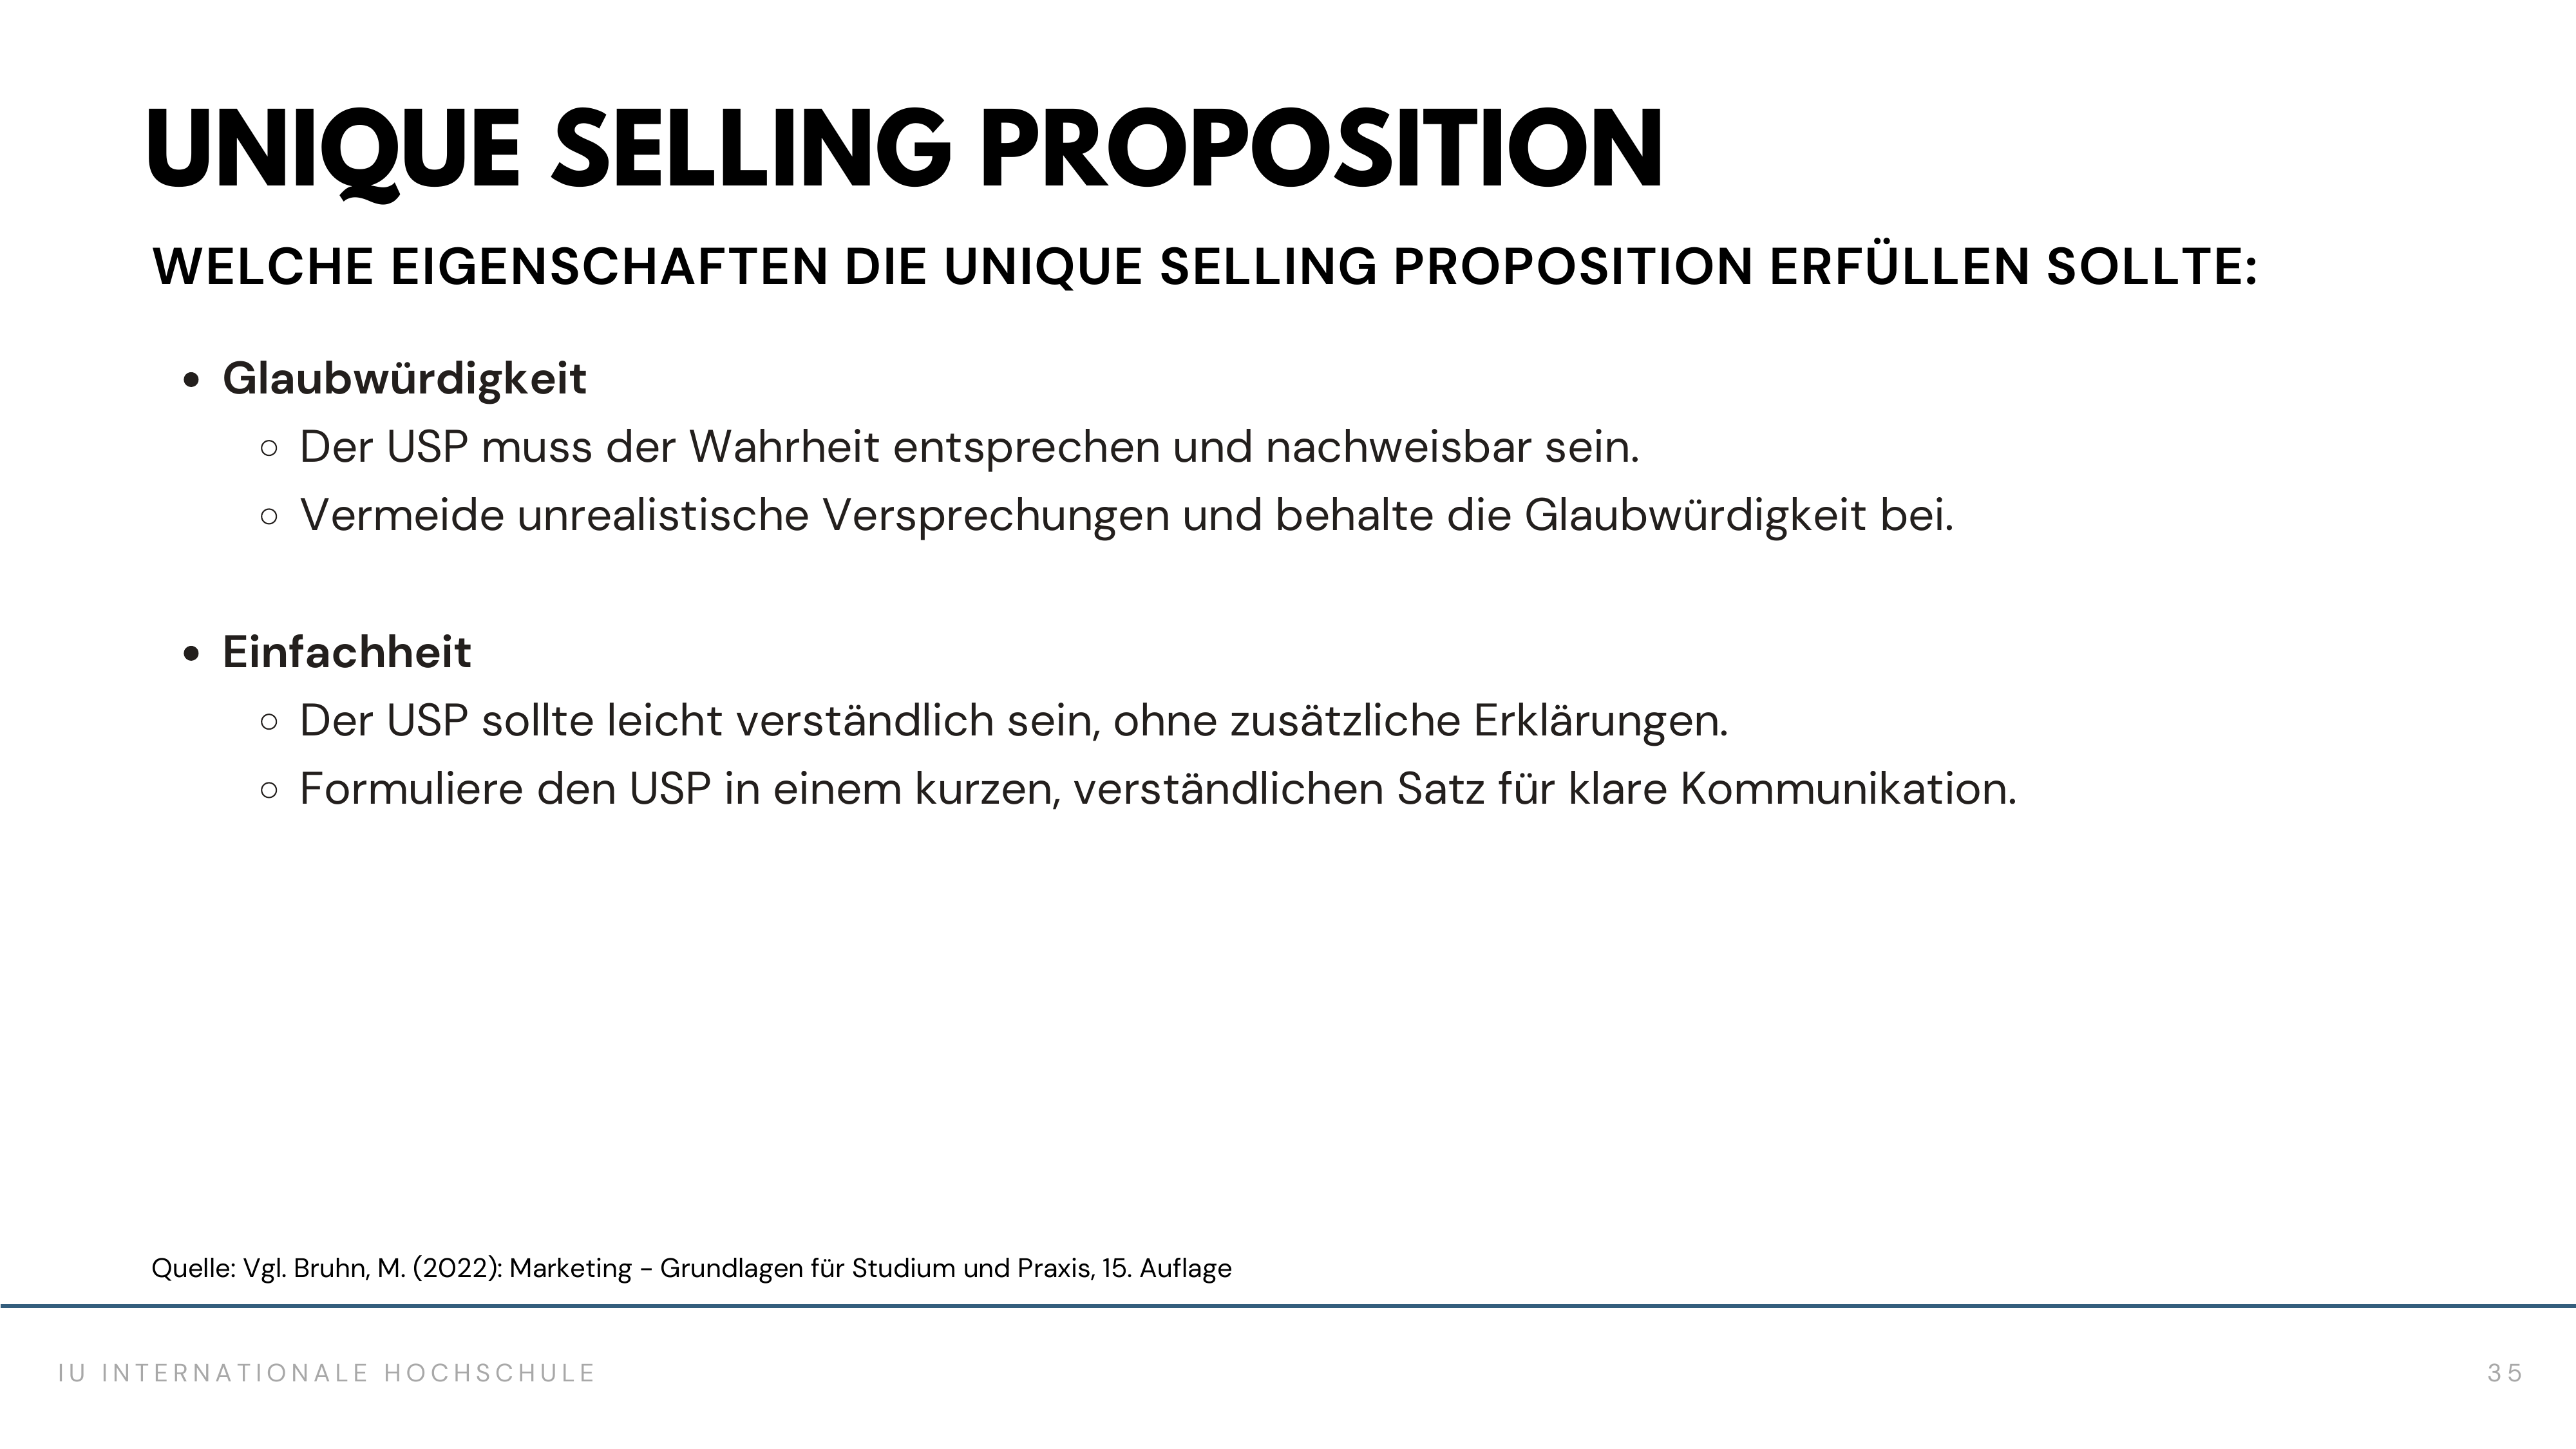 UNIQUE SELLING PROPOSITION
WELCHE EIGENSCHAFTEN DIE UNIQUE SELLING PROPOSITION ERFÜLLEN SOLLTE:
• Glaubwürdigkeit
○ Der USP muss der Wahrheit entsprechen und nachweisbar sein.
○ Vermeide unrealistische Versprechungen und behalte die Glaubwürdigkeit bei.
• Einfachheit
○ Der USP sollte leicht verständlich sein, ohne zusätzliche Erklärungen.
○ Formuliere den USP in einem kurzen, verständlichen Satz für klare Kommunikation.
Quelle: Vgl. Bruhn, M. (2022): Marketing - Grundlagen für Studium und Praxis, 15. Auflage
IU INTERNATIONALE HOCHSCHULE
35